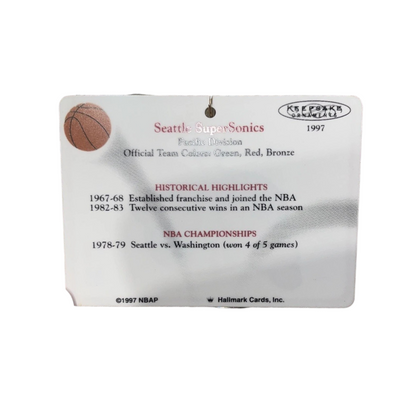 KEEPSAKE
ORNAMENT
1997
Seattle SuperSonics
Pacific Division
Official Team Colors: Green, Red, Bronze
HISTORICAL HIGHLIGHTS
1967-68 Established franchise and joined the NBA
1982-83 Twelve consecutive wins in an NBA season
NBA CHAMPIONSHIPS
1978-79 Seattle vs. Washington (won 4 of 5 games)
©1997 NBAP
Hallmark Cards, Inc.